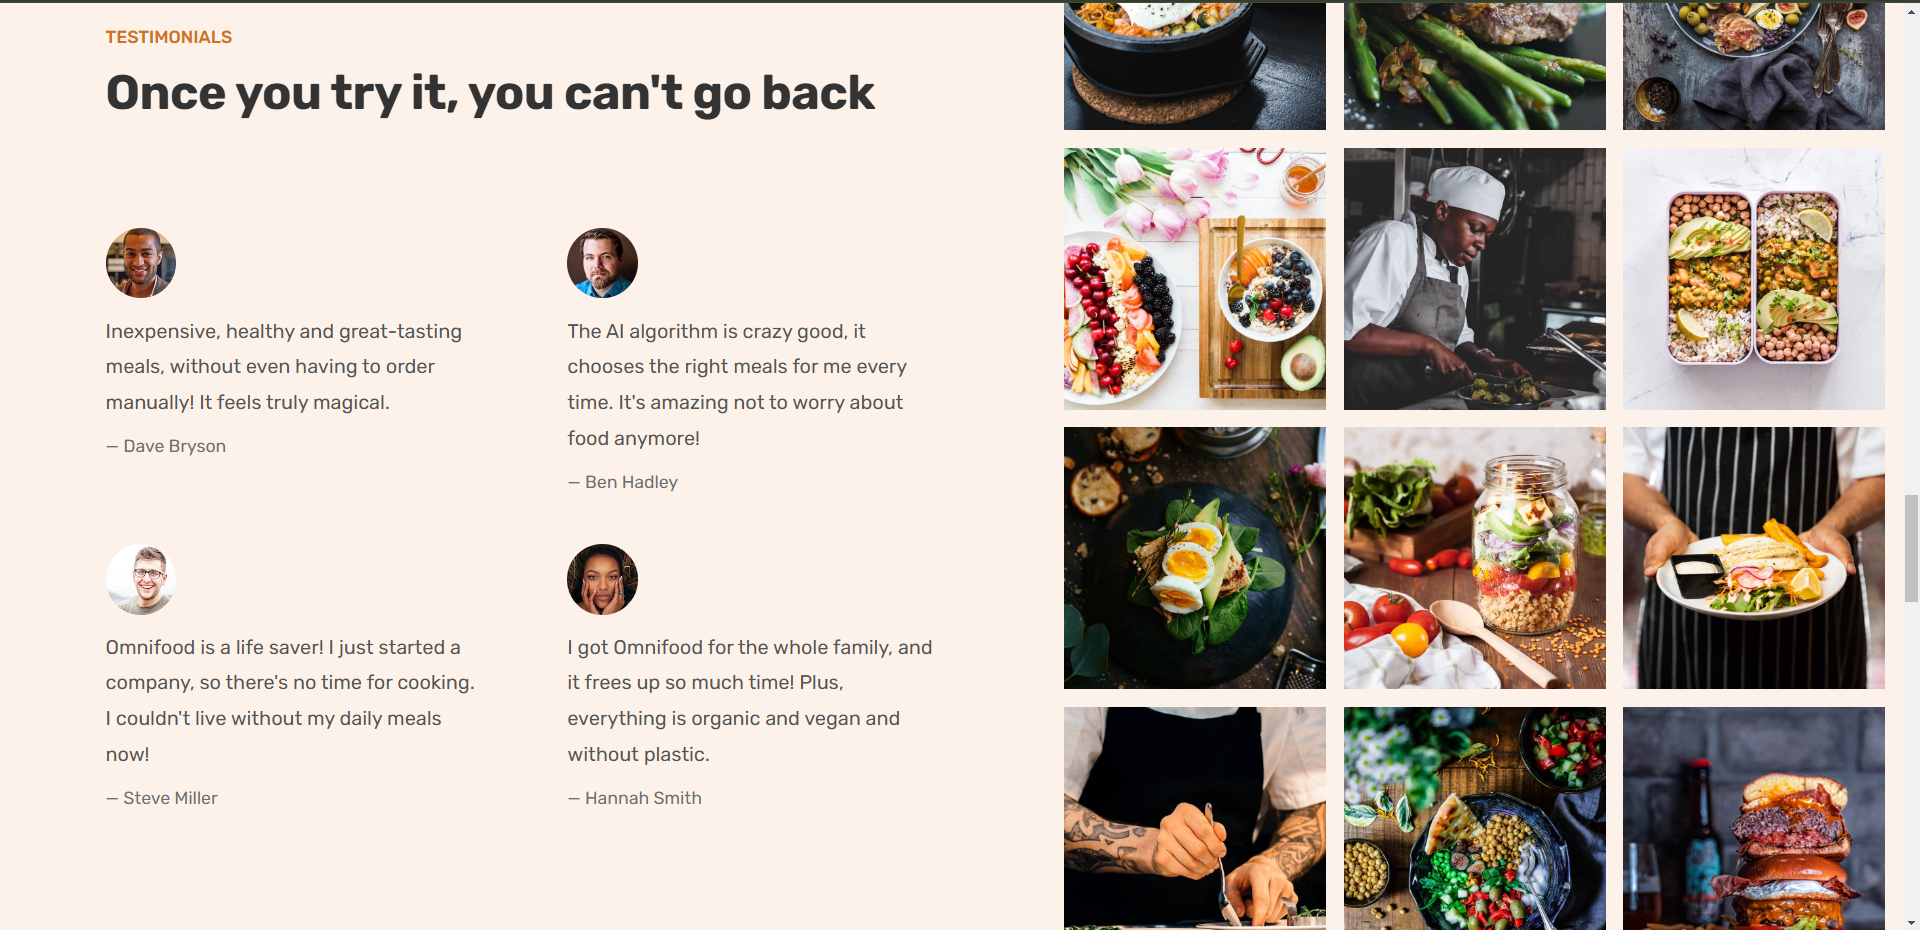 TESTIMONIALS
Once you try it, you can't go back
Inexpensive, healthy and great-tasting
meals, without even having to order
manually! It feels truly magical.
— Dave Bryson
The AI algorithm is crazy good, it
chooses the right meals for me every
time. It's amazing not to worry about
food anymore!
— Ben Hadley
Omnifood is a life saver! I just started a
company, so there's no time for cooking.
I couldn't live without my daily meals
now!
— Steve Miller
I got Omnifood for the whole family, and
it frees up so much time! Plus,
everything is organic and vegan and
without plastic.
— Hannah Smith